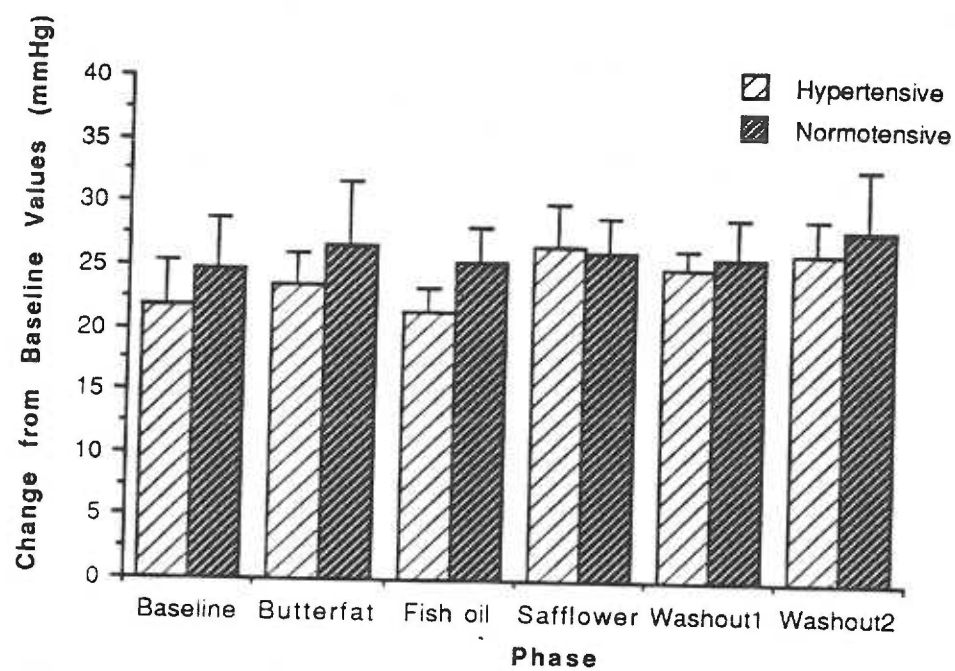 Change from Baseline Values (mmHg)
40
35
30
25
20
15
10
5
0
Hypertensive
Normotensive
Baseline Butterfat Fish oil Safflower Washout1 Washout2
Phase